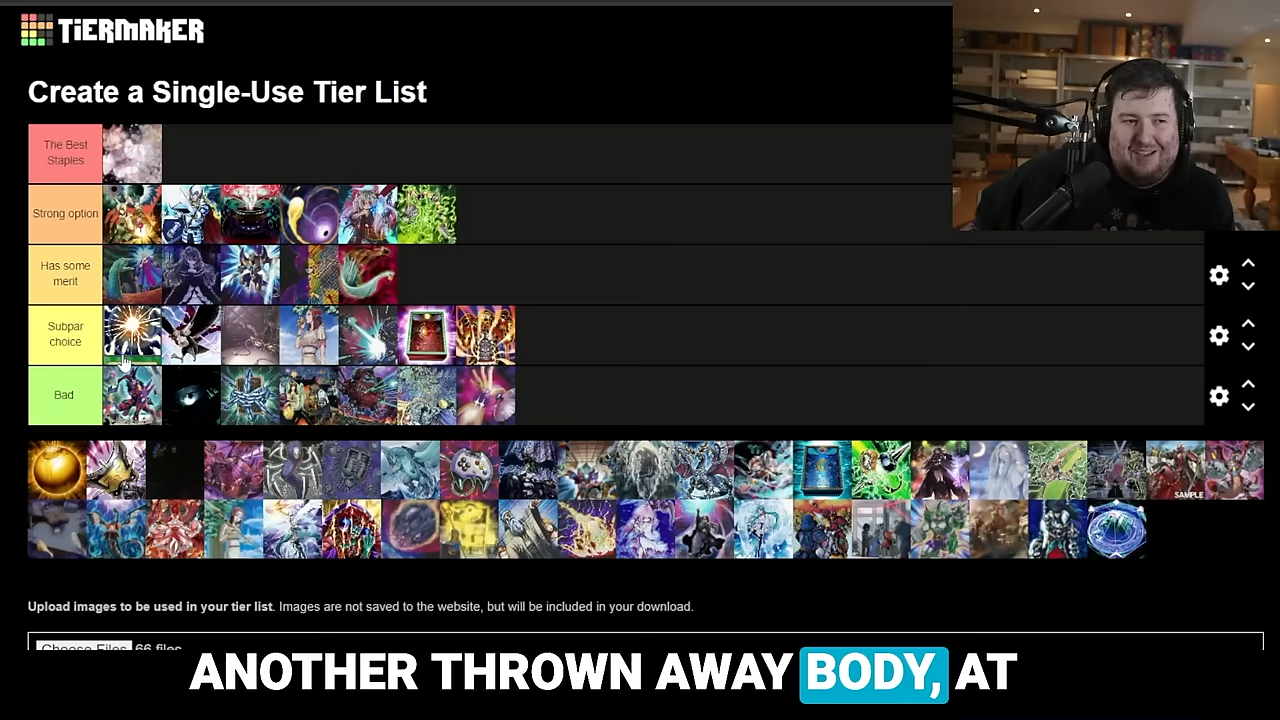 TiERMAKER
Create a Single-Use Tier List
The Best
Staples
Strong option
Has some
merit
Subpar
choice
Bad
SAMPLE
Upload images to be used in your tier list. Images are not saved to the website, but will be included in your download.
Choose Files 66 files
ANOTHER THROWN AWAY BODY, AT